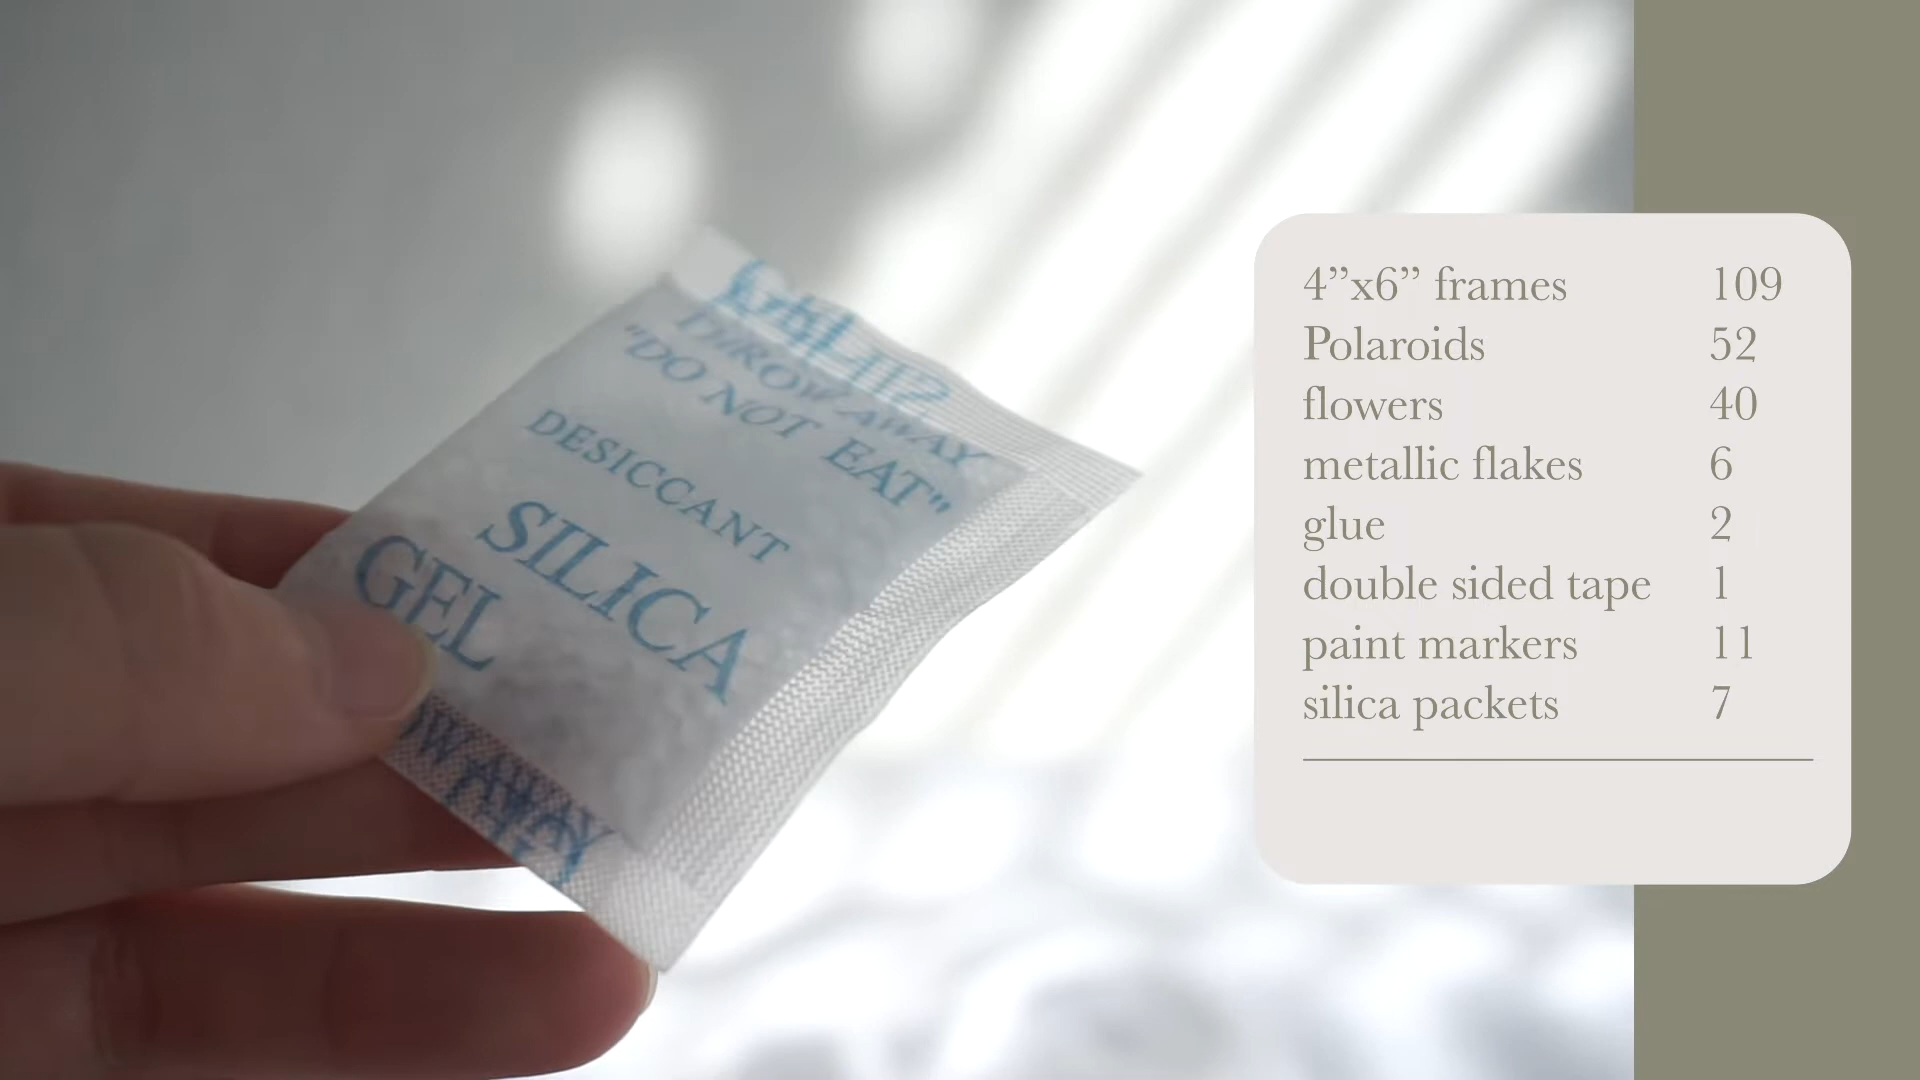 THROW AWAY
"DO NOT EAT"
DESICCANT
SILICA
GEL
AWAY
4”x6” frames 109
Polaroids 52
flowers 40
metallic flakes 6
glue 2
double sided tape 1
paint markers 11
silica packets 7